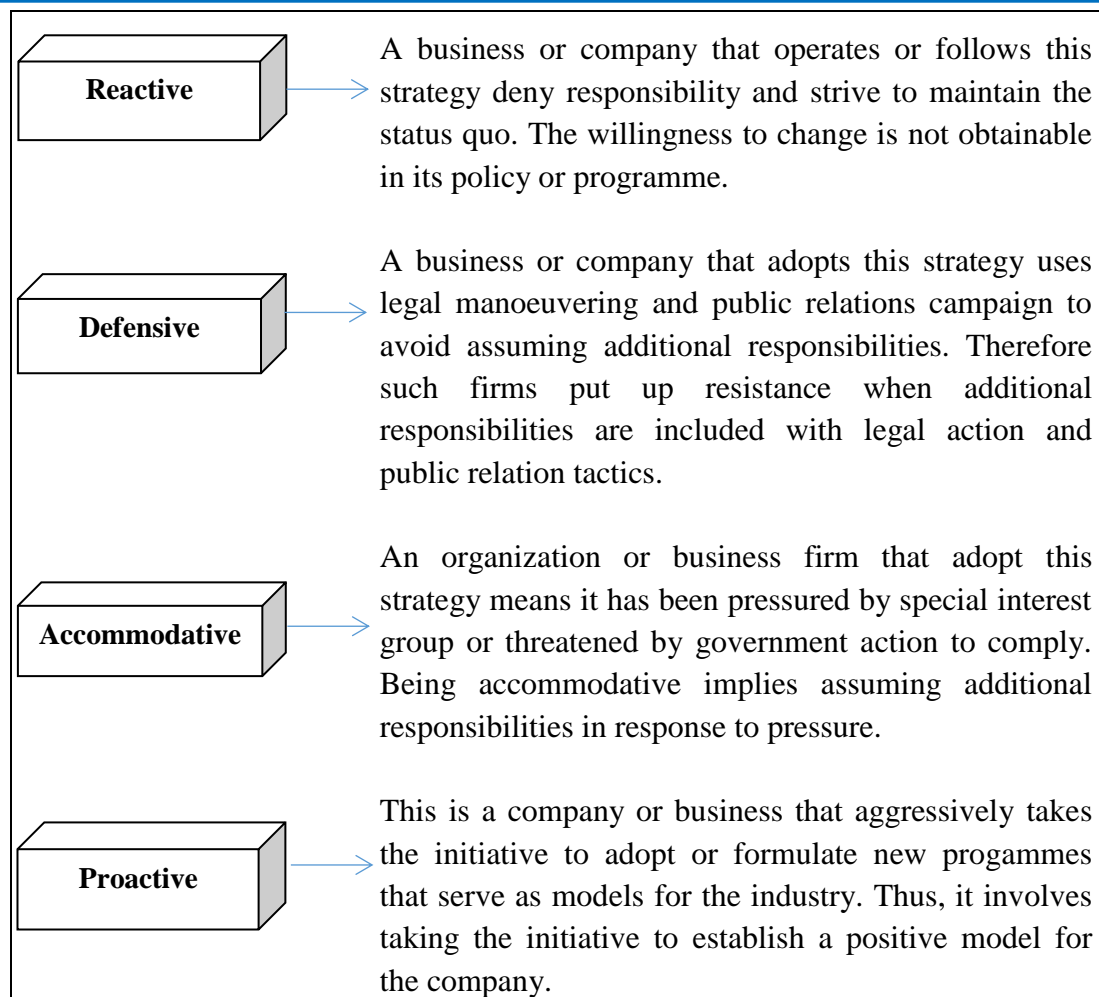 Reactive
A business or company that operates or follows this
strategy deny responsibility and strive to maintain the
status quo. The willingness to change is not obtainable
in its policy or programme.
Defensive
A business or company that adopts this strategy uses
legal manoeuvering and public relations campaign to
avoid assuming additional responsibilities. Therefore
such firms put up resistance when additional
responsibilities are included with legal action and
public relation tactics.
Accommodative
An organization or business firm that adopt this
strategy means it has been pressured by special interest
group or threatened by government action to comply.
Being accommodative implies assuming additional
responsibilities in response to pressure.
Proactive
This is a company or business that aggressively takes
the initiative to adopt or formulate new progammes
that serve as models for the industry. Thus, it involves
taking the initiative to establish a positive model for
the company.